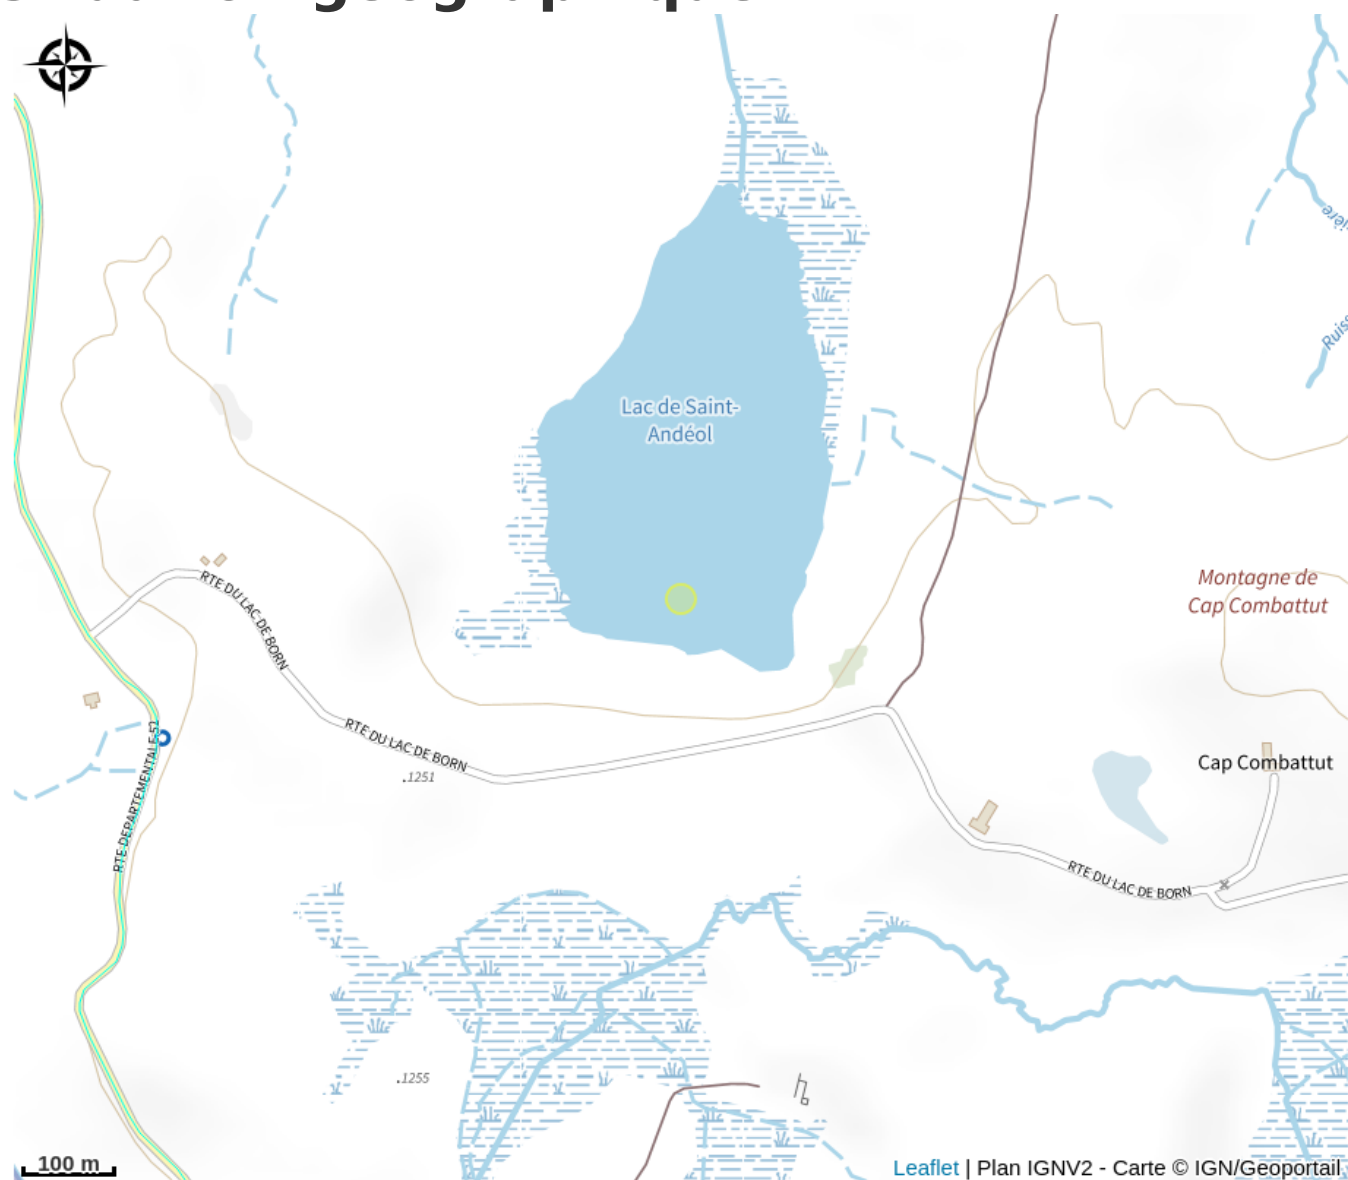 Lac de Saint-
Andéol
Montagne de
Cap Combattut
RTE DU LAC DE BORN
RTE DU LAC DE BORN
RTE DEPARTEMENTALE 52
.1251
Cap Combattut
RTE DU LAC DE BORN
.1255
100 m
Leaflet | Plan IGNV2 - Carte © IGN/Geoportail